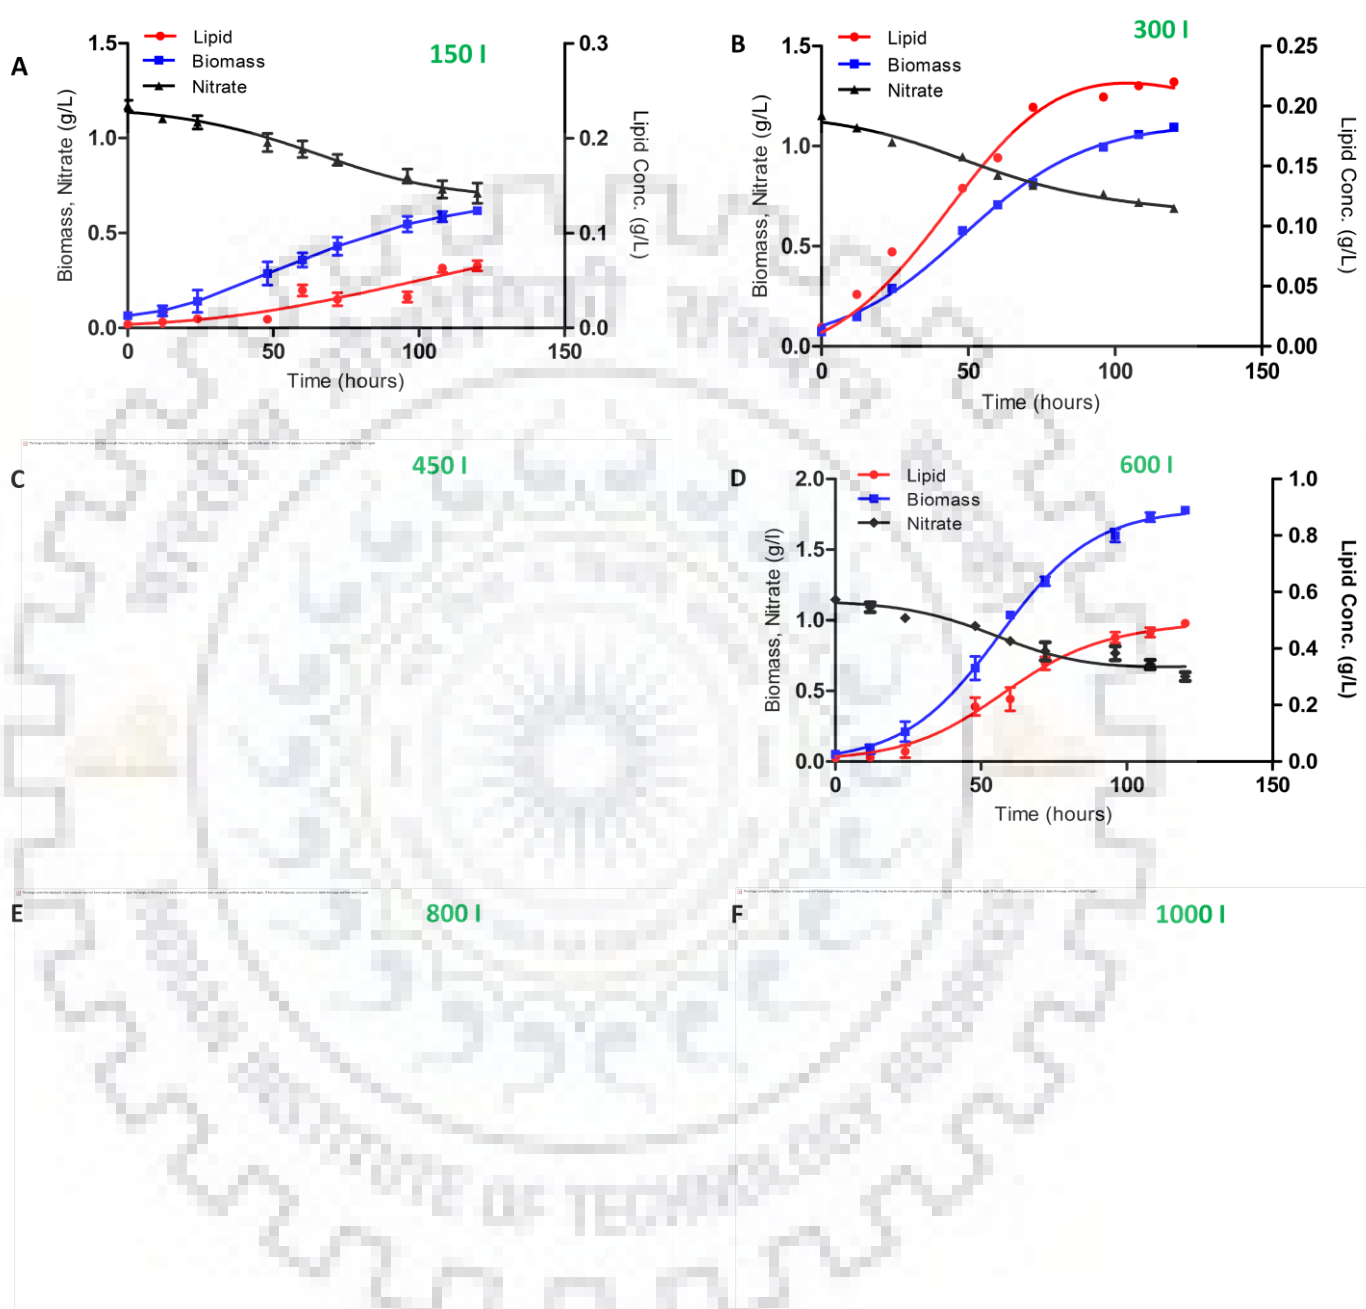 A
150 l
Lipid
Biomass
Nitrate
1.5
1.0
0.5
0.0
0.3
0.2
0.1
0.0
0
50
100
150
Biomass, Nitrate (g/L)
Lipid Conc. (g/L)
Time (hours)
B
300 l
Lipid
Biomass
Nitrate
1.5
1.0
0.5
0.0
0.25
0.20
0.15
0.10
0.05
0.00
0
50
100
150
Biomass, Nitrate (g/L)
Lipid Conc. (g/L)
Time (hours)
C
450 l
D
600 l
Lipid
Biomass
Nitrate
2.0
1.5
1.0
0.5
0.0
1.0
0.8
0.6
0.4
0.2
0.0
0
50
100
150
Biomass, Nitrate (g/l)
Lipid Conc. (g/L)
Time (hours)
E
800 l
F
1000 l
INSTITUTE OF TECHNOLOGY